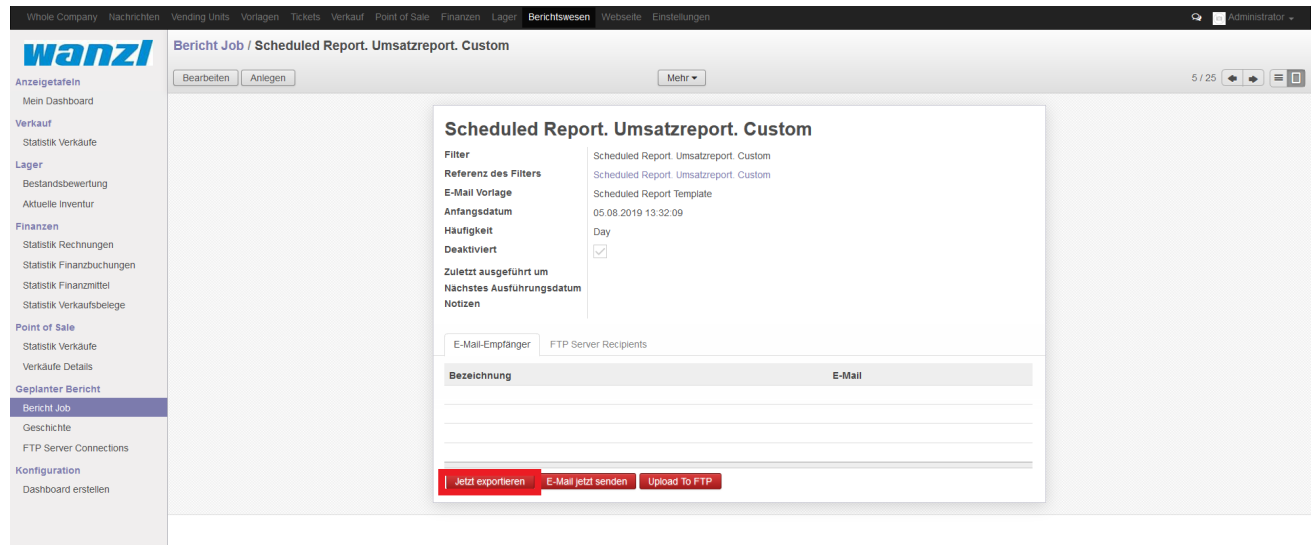 Whole Company Nachrichten Vending Units Vorlagen Tickets Verkauf Point of Sale Finanzen Lager Berichtswesen Webseite Einstellungen Administrator
wanzl
Bericht Job / Scheduled Report. Umsatzreport. Custom
Bearbeiten Anlegen Mehr 5 / 25
Anzeigetafeln
Mein Dashboard
Verkauf
Statistik Verkäufe
Lager
Bestandsbewertung
Aktuelle Inventur
Finanzen
Statistik Rechnungen
Statistik Finanzbuchungen
Statistik Finanzmittel
Statistik Verkaufsbelege
Point of Sale
Statistik Verkäufe
Verkäufe Details
Geplanter Bericht
Bericht Job
Geschichte
FTP Server Connections
Konfiguration
Dashboard erstellen
Scheduled Report. Umsatzreport. Custom
Filter Scheduled Report. Umsatzreport. Custom
Referenz des Filters Scheduled Report. Umsatzreport. Custom
E-Mail Vorlage Scheduled Report Template
Anfangsdatum 05.08.2019 13:32:09
Häufigkeit Day
Deaktiviert
Zuletzt ausgeführt um
Nächstes Ausführungsdatum
Notizen
E-Mail-Empfänger FTP Server Recipients
Bezeichnung E-Mail
Jetzt exportieren E-Mail jetzt senden Upload To FTP